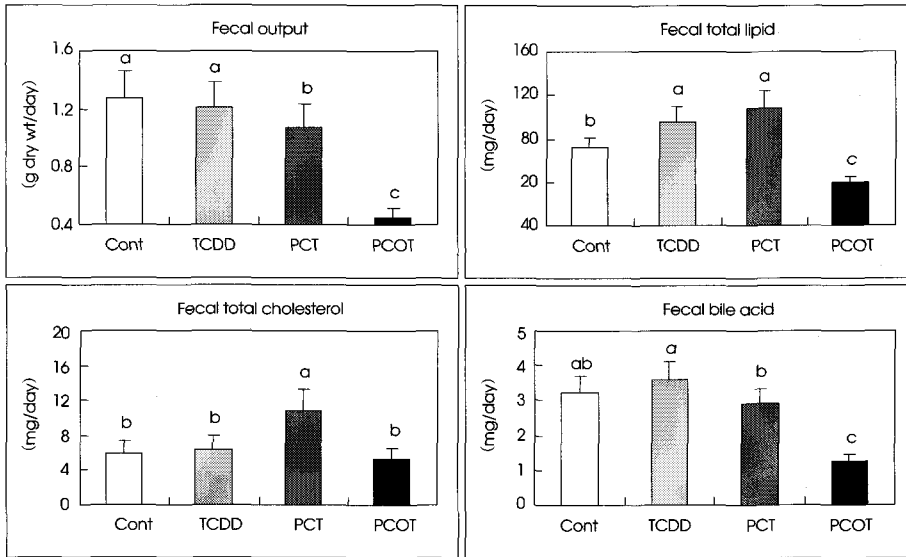 Fecal output
(g dry wt/day)
1.6
1.2
0.8
0.4
a
a
b
c
Cont TCDD PCT PCOT
Fecal total lipid
(mg/day)
160
120
80
20
40
b
a
a
c
Cont TCDD PCT PCOT
Fecal total cholesterol
(mg/day)
20
16
12
8
4
0
b
b
a
b
Cont TCDD PCT PCOT
Fecal bile acid
(mg/day)
5
4
3
2
1
0
ab
a
b
c
Cont TCDD PCT PCOT